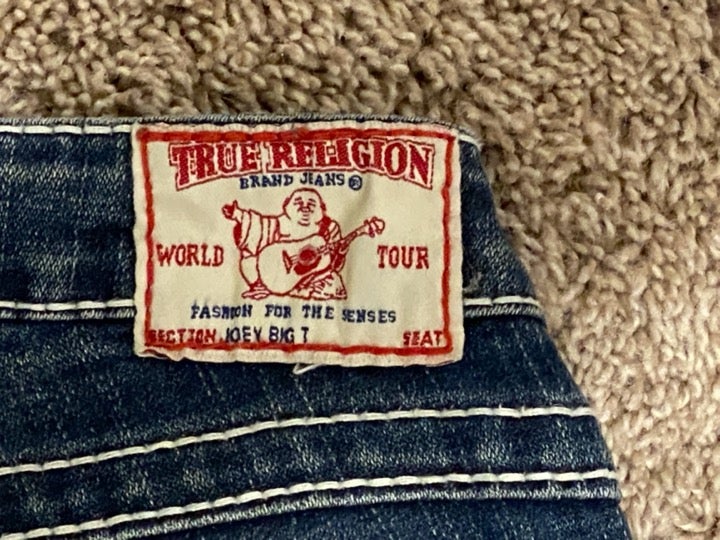 TRUE RELIGION
BRAND JEANS®
WORLD TOUR
FASHION FOR THE SENSES
SECTION JOEY BIG T SEAT